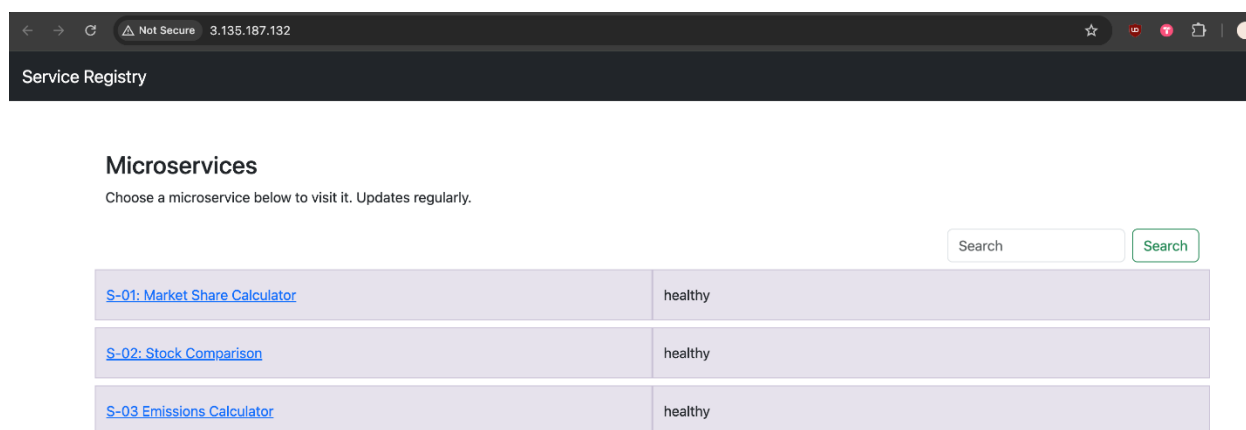 Not Secure 3.135.187.132
Service Registry
Microservices
Choose a microservice below to visit it. Updates regularly.
Search Search
S-01: Market Share Calculator healthy
S-02: Stock Comparison healthy
S-03 Emissions Calculator healthy